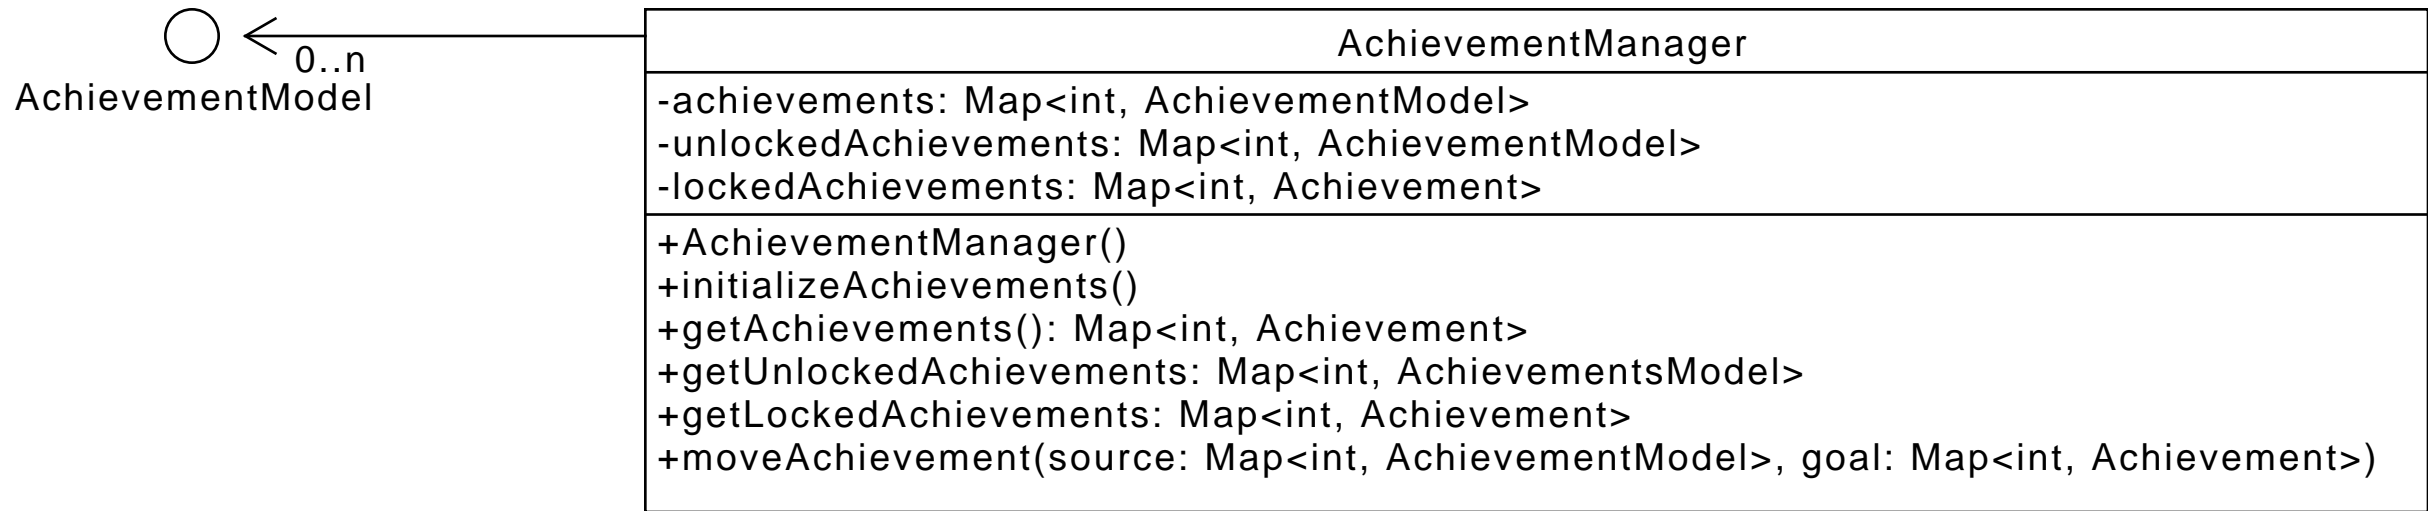 0..n
AchievementModel
AchievementManager
-achievements: Map<int, AchievementModel>
-unlockedAchievements: Map<int, AchievementModel>
-lockedAchievements: Map<int, Achievement>
+AchievementManager()
+initializeAchievements()
+getAchievements(): Map<int, Achievement>
+getUnlockedAchievements: Map<int, AchievementsModel>
+getLockedAchievements: Map<int, Achievement>
+moveAchievement(source: Map<int, AchievementModel>, goal: Map<int, Achievement>)